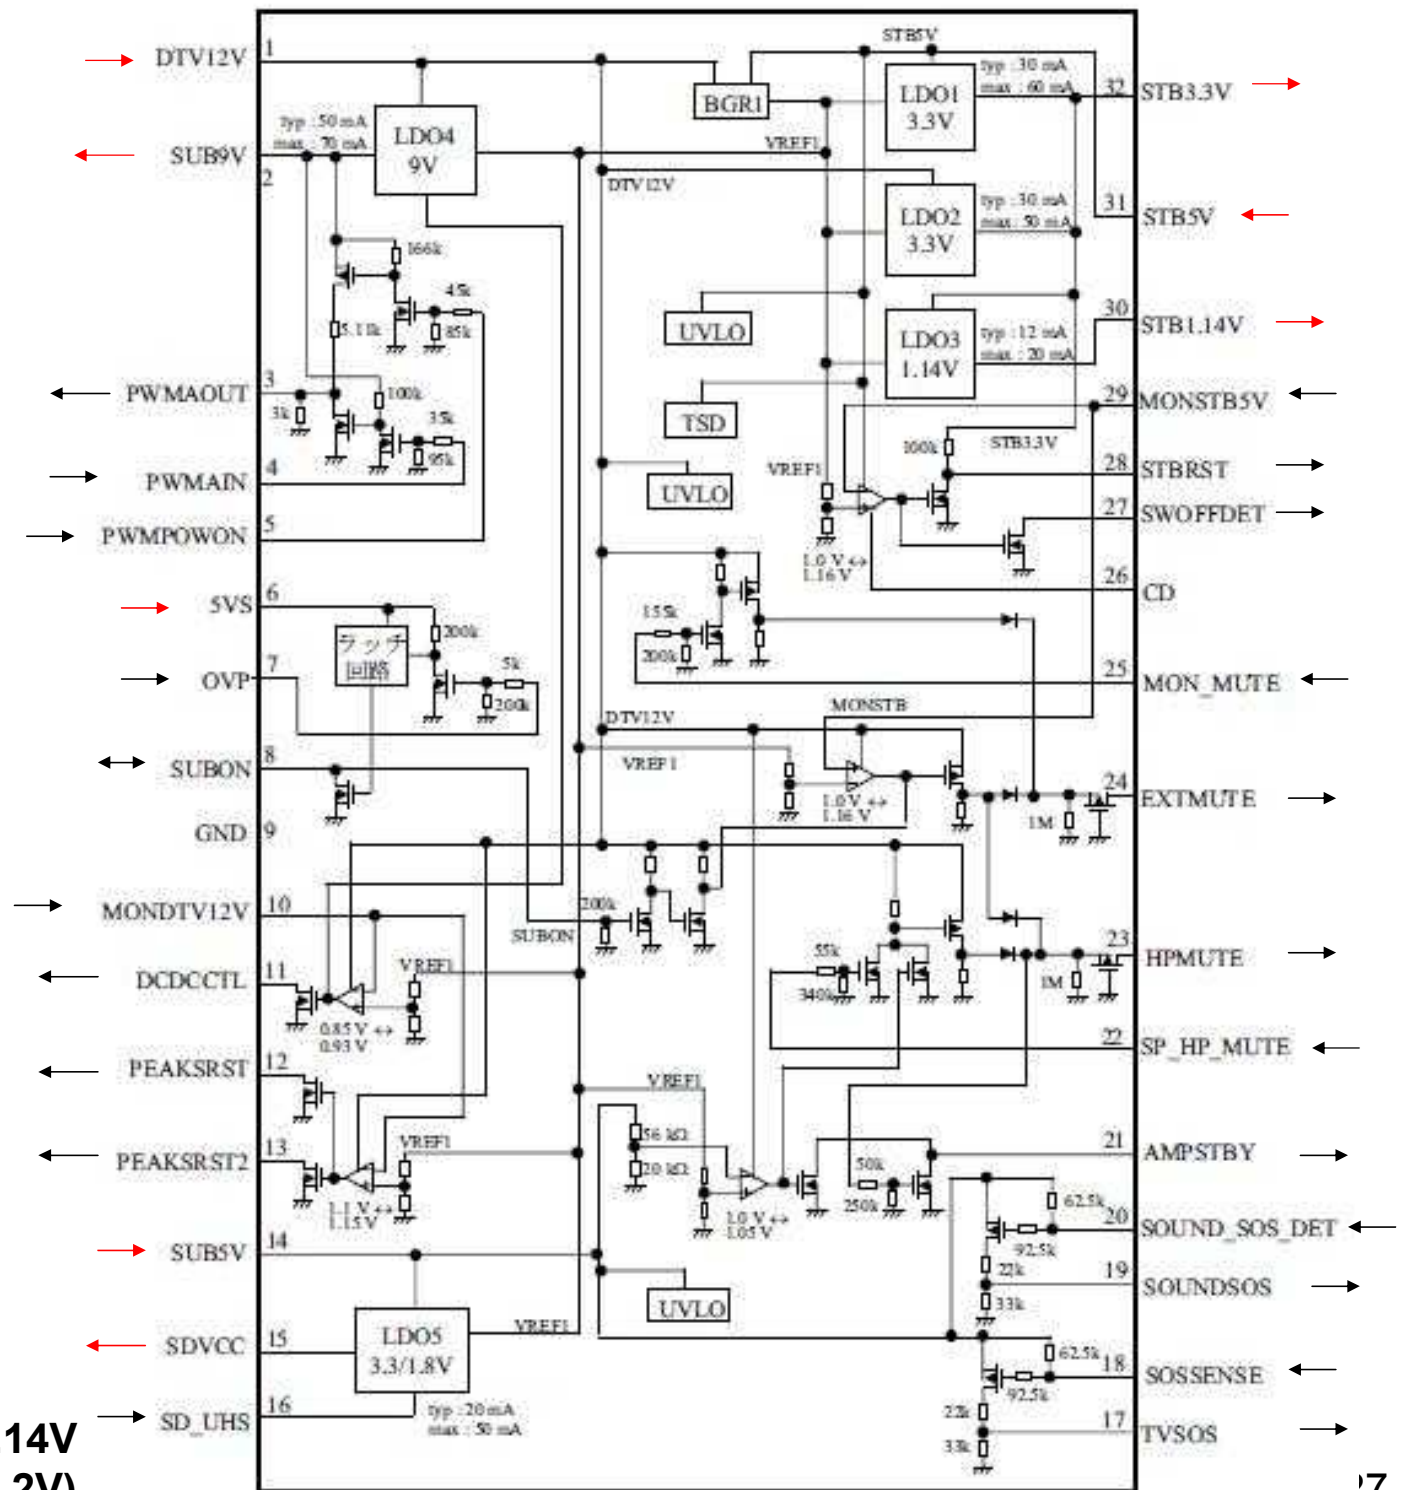 STB5V
DTV12V 1
typ : 30 mA
max : 60 mA
BGR1
LDO1
3.3V
32 STB3.3V
typ : 50 mA
max : 70 mA
LDO4
9V
SUB9V
2
VREF1
DTV12V
LDO2
3.3V
typ : 30 mA
max : 50 mA
31 STB5V
166k
45k
85k
5.11k
UVLO
LDO3
1.14V
typ : 12 mA
max : 20 mA
30 STB1.14V
PWMAOUT 3
3k
100k
35k
95k
TSD
29 MONSTB5V
100k
STB3.3V
PWMAIN 4
VREF1
UVLO
28 STBRST
27 SWOFFDET
PWMPOWON 5
1.0 V ↔
1.16 V
26 CD
5VS 6
ラッチ
回路
200k
155k
200k
OVP 7
5k
200k
25 MON_MUTE
MONSTB
DTV12V
VREF1
SUBON 8
1.0V ↔
1.16 V
24 EXTMUTE
1M
GND 9
MONDTV12V 10
200k
SUBON
55k
340k
23 HPMUTE
1M
DCDCCTL 11
VREF1
0.85 V ↔
0.93 V
22 SP_HP_MUTE
PEAKSRST 12
VREF1
56 kΩ
20 kΩ
PEAKSRST2 13
VREF1
1.1 V ↔
1.15V
21 AMPSTBY
50k
250k
1.0 V ↔
1.05 V
62.5k
20 SOUND_SOS_DET
92.5k
SUB5V 14
22k
19 SOUNDSOS
33k
UVLO
VREF1
SDVCC 15
LDO5
3.3/1.8V
62.5k
18 SOSSENSE
92.5k
SD_UHS 16
typ : 20 mA
max : 50 mA
22k
17 TVSOS
33k
14V
2V)
27